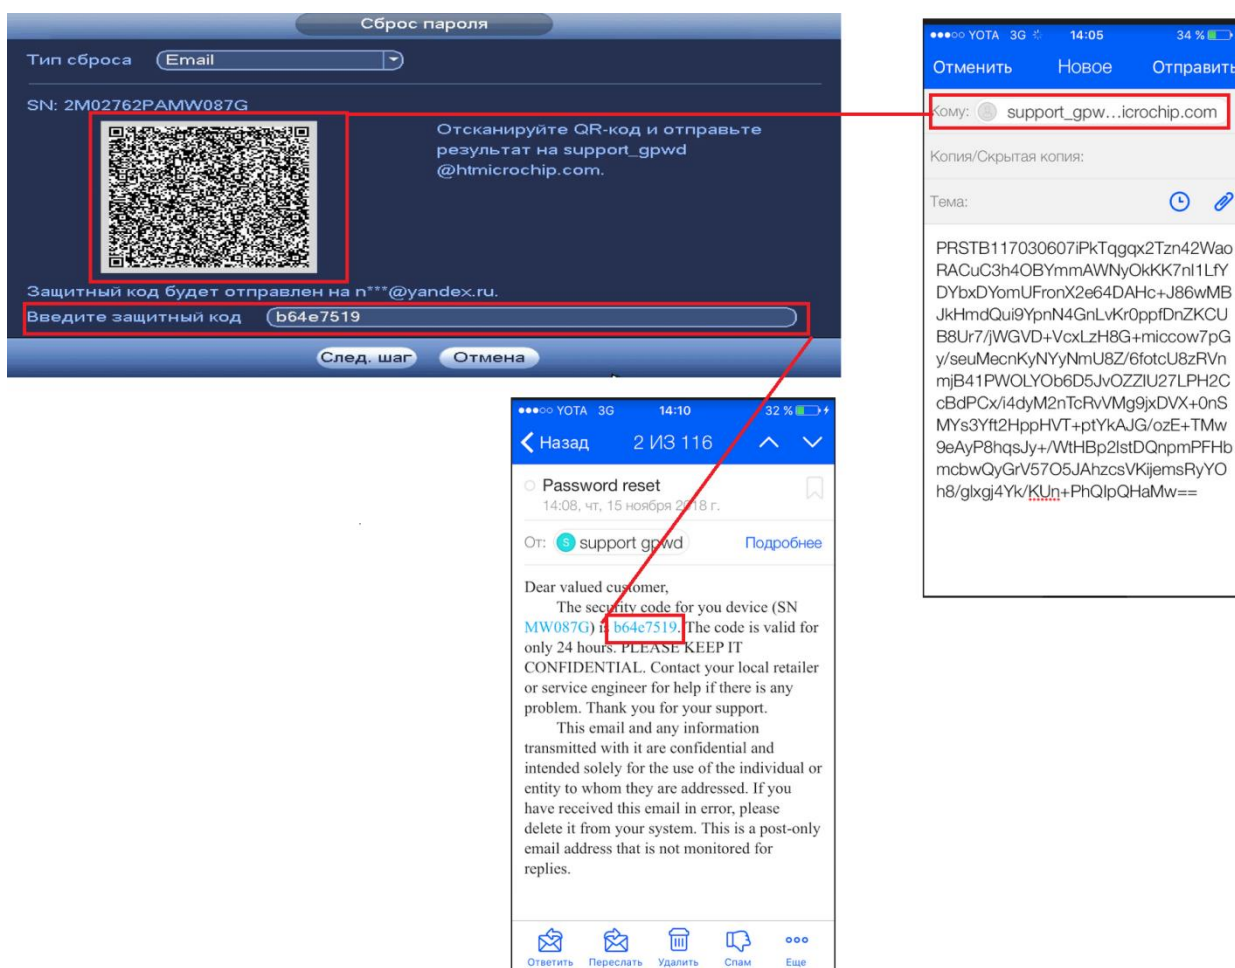 Сброс пароля
Тип сброса Email
SN: 2M02762PAMW087G
Отсканируйте QR-код и отправьте
результат на support_gpwd
@htmicrochip.com.
Защитный код будет отправлен на n***@yandex.ru.
Введите защитный код b64e7519
След. шаг Отмена
YOTA 3G 14:05 34 %
Отменить Новое Отправить
Кому: support_gpw...icrochip.com
Копия/Скрытая копия:
Тема:
PRSTB117030607iPkTqgqx2Tzn42Wao
RACuC3h4OBYmmAWNyOkKK7nl1LfY
DYbxDYomUFronX2e64DAHc+J86wMB
JkHmdQui9YpnN4GnLvKr0ppfDnZKCU
B8Ur7/jWGVD+VcxLzH8G+miccow7pG
y/seuMecnKyNYyNmU8Z/6fotcU8zRVn
mjB41PWOLYOb6D5JvOZZIU27LPH2C
cBdPCx/i4dyM2nTcRvVMg9jxDVX+0nS
MYs3Yft2HppHVT+ptYkAJG/ozE+TMw
9eAyP8hqsJy+/WtHBp2lstDQnpmPFHb
mcbwQyGrV57O5JAhzcsVKijemsRyYO
h8/glxgj4Yk/KUn+PhQIpQHaMw==
YOTA 3G 14:10 32 %
Назад 2 ИЗ 116
Password reset
14:08, чт, 15 ноября 2018 г.
От: S support gpwd Подробнее
Dear valued customer,
The security code for you device (SN
MW087G) is b64e7519. The code is valid for
only 24 hours. PLEASE KEEP IT
CONFIDENTIAL. Contact your local retailer
or service engineer for help if there is any
problem. Thank you for your support.
This email and any information
transmitted with it are confidential and
intended solely for the use of the individual or
entity to whom they are addressed. If you
have received this email in error, please
delete it from your system. This is a post-only
email address that is not monitored for
replies.
Ответить Переслать Удалить Спам Еще